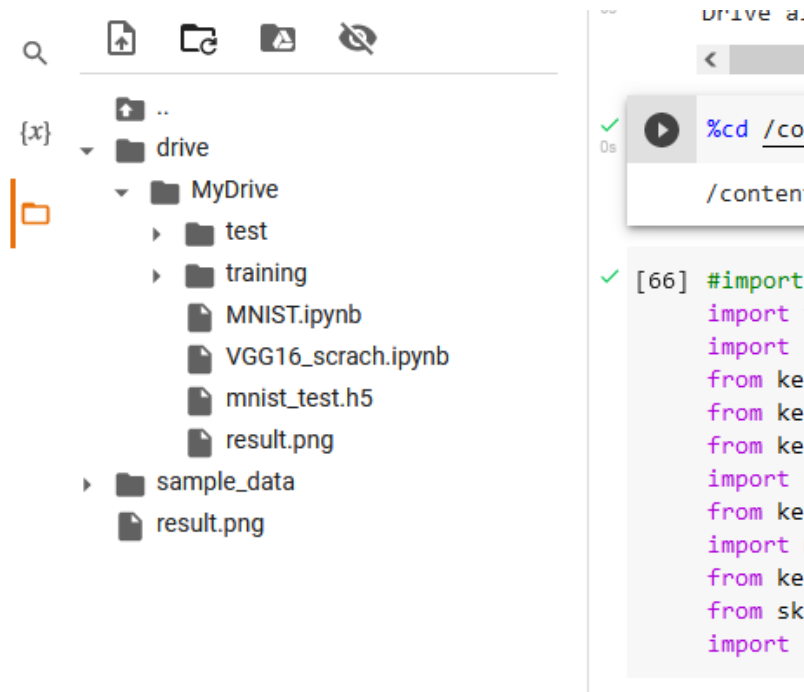 {x}
..
drive
MyDrive
test
training
MNIST.ipynb
VGG16_scrach.ipynb
mnist_test.h5
result.png
sample_data
result.png
Drive
0s
%cd /co
/conten
[66] #import
import
import
from ke
from ke
from ke
import
from ke
import
from ke
from sk
import